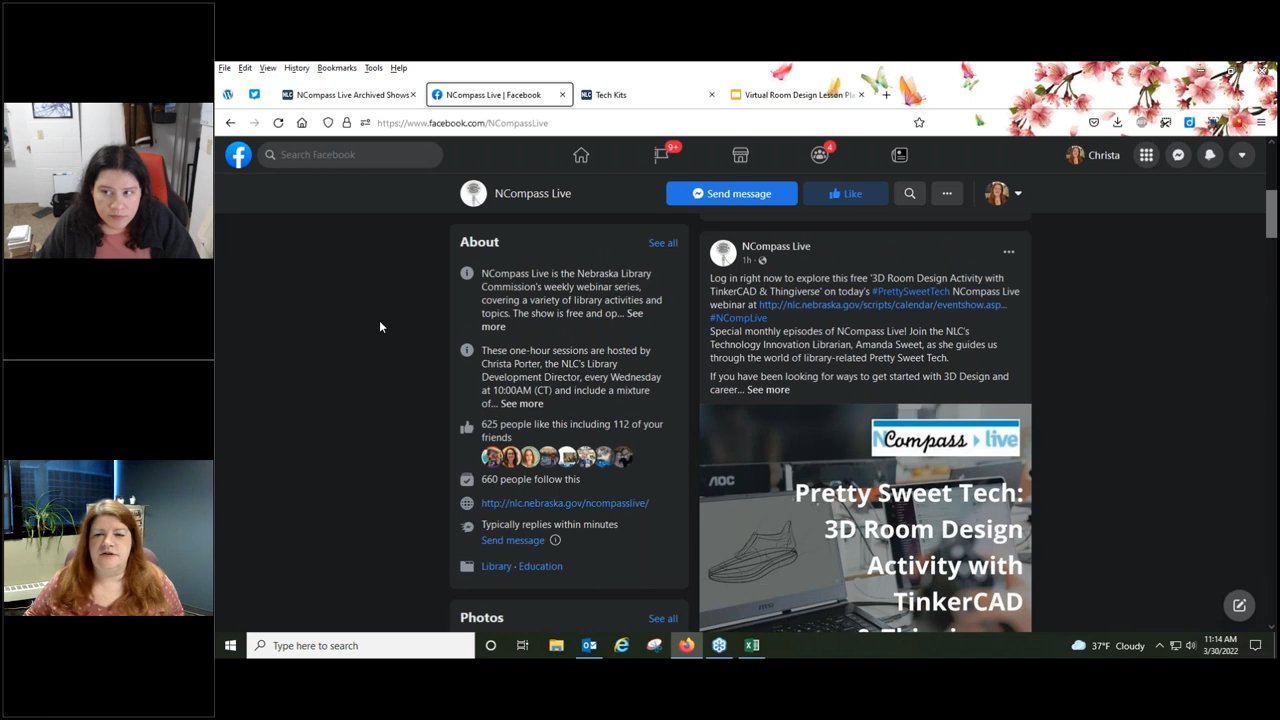 File Edit View History Bookmarks Tools Help
NCompass Live Archived Shows
NCompass Live | Facebook
Tech Kits
Virtual Room Design Lesson Pla
https://www.facebook.com/NCompassLive
Search Facebook
9+
4
Christa
NCompass Live
Send message
Like
About
See all
NCompass Live is the Nebraska Library
Commission's weekly webinar series,
covering a variety of library activities and
topics. The show is free and op... See
more
These one-hour sessions are hosted by
Christa Porter, the NLC's Library
Development Director, every Wednesday
at 10:00AM (CT) and include a mixture
of... See more
625 people like this including 112 of your
friends
660 people follow this
http://nlc.nebraska.gov/ncompasslive/
Typically replies within minutes
Send message
Library · Education
Photos
See all
NCompass Live
1h ·
Log in right now to explore this free '3D Room Design Activity with
TinkerCAD & Thingiverse' on today's #PrettySweetTech NCompass Live
webinar at http://nlc.nebraska.gov/scripts/calendar/eventshow.asp...
#NCompLive
Special monthly episodes of NCompass Live! Join the NLC's
Technology Innovation Librarian, Amanda Sweet, as she guides us
through the world of library-related Pretty Sweet Tech.
If you have been looking for ways to get started with 3D Design and
career... See more
NCompass live
AOC
Pretty Sweet Tech:
3D Room Design
Activity with
TinkerCAD
Type here to search
37°F Cloudy
11:14 AM
3/30/2022